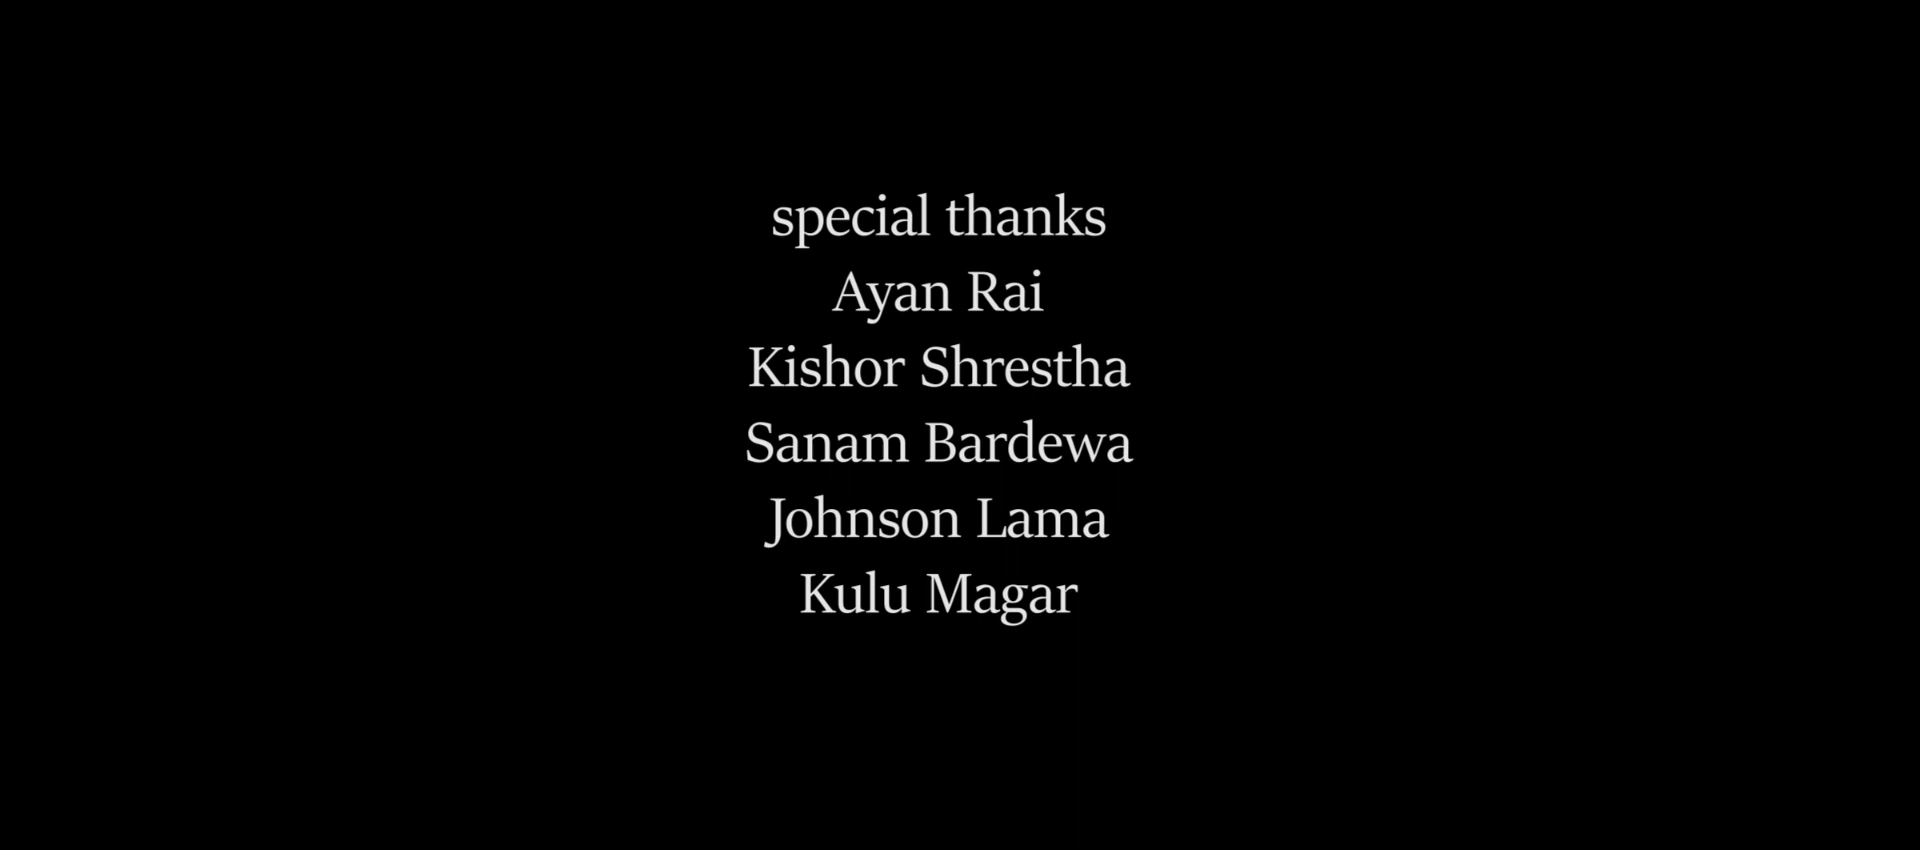 special thanks
Ayan Rai
Kishor Shrestha
Sanam Bardewa
Johnson Lama
Kulu Magar